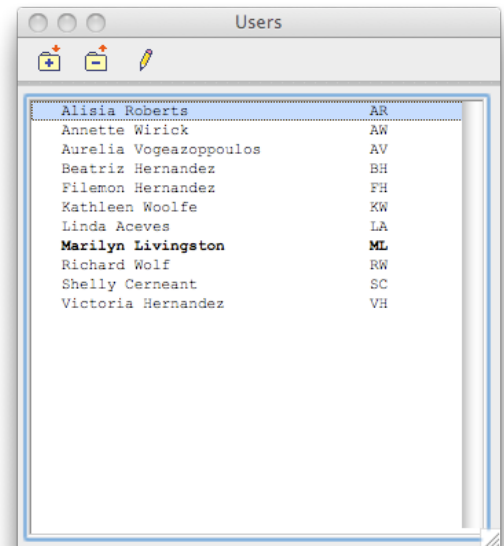 Users
Alisia Roberts AR
Annette Wirick AW
Aurelia Vogeazoppoulos AV
Beatriz Hernandez BH
Filemon Hernandez FH
Kathleen Woolfe KW
Linda Aceves LA
Marilyn Livingston ML
Richard Wolf RW
Shelly Cerneant SC
Victoria Hernandez VH